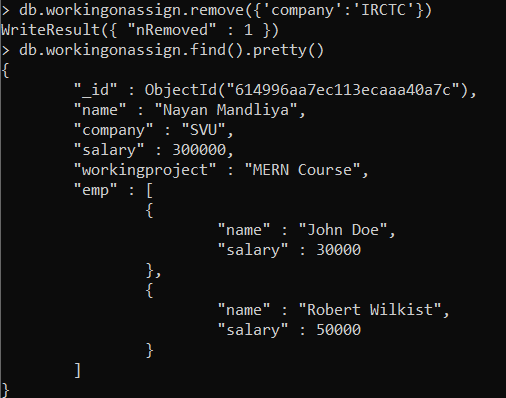 > db.workingonassign.remove({'company':'IRCTC'})
WriteResult({ "nRemoved" : 1 })
> db.workingonassign.find().pretty()
{
        "_id" : ObjectId("614996aa7ec113ecaaa40a7c"),
        "name" : "Nayan Mandliya",
        "company" : "SVU",
        "salary" : 300000,
        "workingproject" : "MERN Course",
        "emp" : [
                {
                        "name" : "John Doe",
                        "salary" : 30000
                },
                {
                        "name" : "Robert Wilkist",
                        "salary" : 50000
                }
        ]
}